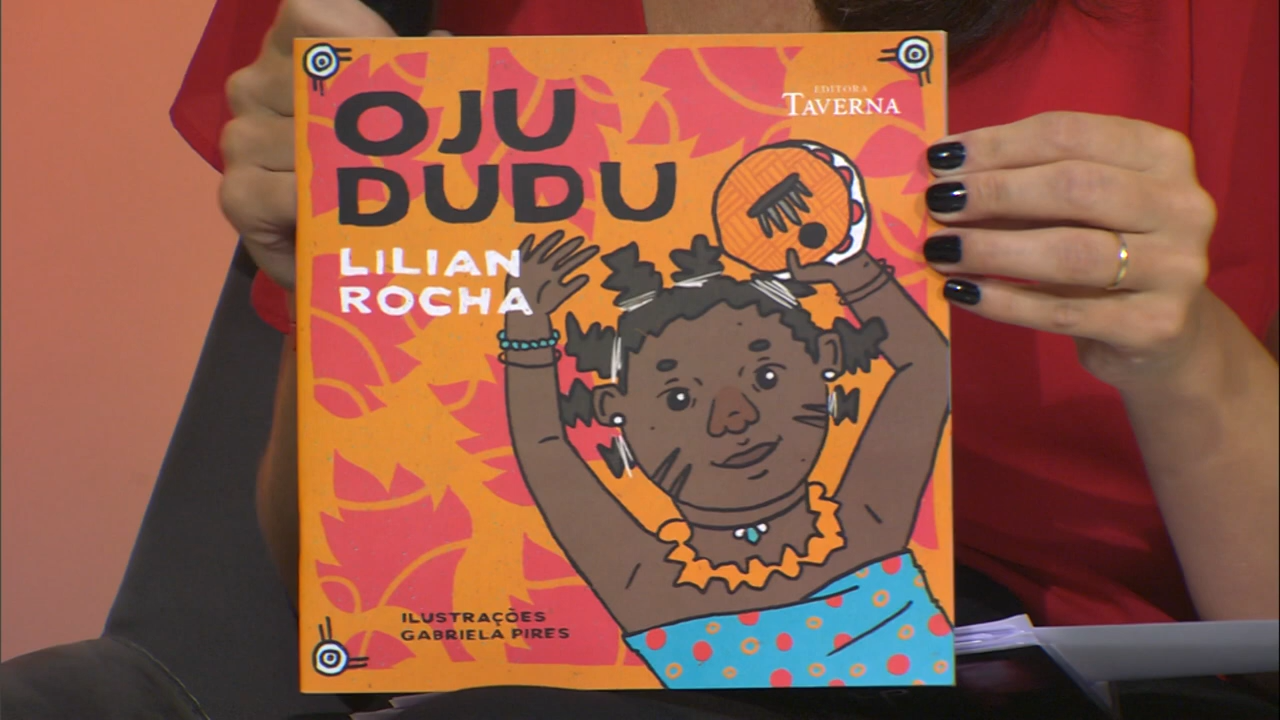 OJU
DUDU
EDITORA
TAVERNA
LILIAN
ROCHA
ILUSTRAÇÕES
GABRIELA PIRES